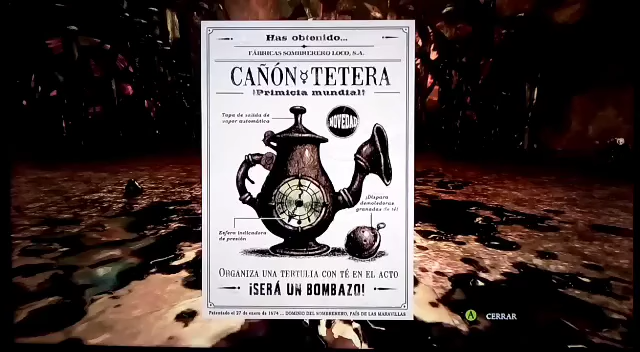 Has obtenido...
FÁBRICAS SOMBRERERO LOCO, S.A.
CAÑÓN TETERA
¡Primicia mundial!
Tapa de salida de
vapor automática
¡NOVEDAD!
¡Dispara
demoledoras
granadas de té!
Esfera indicadora
de presión
ORGANIZA UNA TERTULIA CON TÉ EN EL ACTO
¡SERÁ UN BOMBAZO!
Patentado el 27 de enero de 1874... DOMINIO DEL SOMBRERERO, PAÍS DE LAS MARAVILLAS
A CERRAR